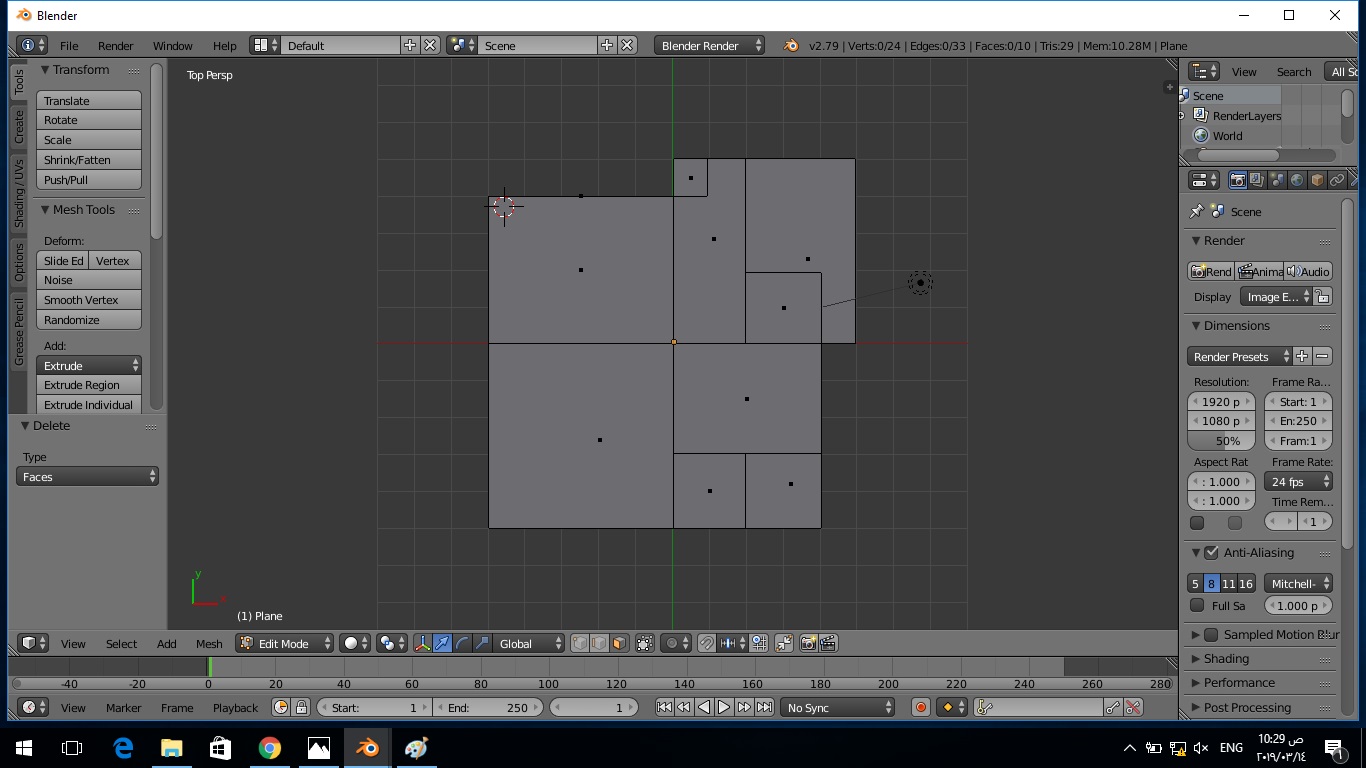 Blender
File Render Window Help Default Scene Blender Render v2.79 | Verts:0/24 | Edges:0/33 | Faces:0/10 | Tris:29 | Mem:10.28M | Plane
Tools
Create
Shading / UVs
Options
Grease Pencil
Transform
Translate
Rotate
Scale
Shrink/Fatten
Push/Pull
Mesh Tools
Deform:
Slide Ed Vertex
Noise
Smooth Vertex
Randomize
Add:
Extrude
Extrude Region
Extrude Individual
Delete
Type
Faces
Top Persp
y
x
(1) Plane
View Select Add Mesh Edit Mode Global
View Search All Sc
Scene
RenderLayers
World
Scene
Render
Rend Anima Audio
Display Image E...
Dimensions
Render Presets
Resolution: Frame Ra...
1920 p Start: 1
1080 p En:250
50% Fram:1
Aspect Rat Frame Rate:
: 1.000 24 fps
: 1.000 Time Rem...
1
Anti-Aliasing
5 8 11 16 Mitchell-
Full Sa 1.000 p
Sampled Motion Blur
Shading
Performance
Post Processing
-40 -20 0 20 40 60 80 100 120 140 160 180 200 220 240 260 280
View Marker Frame Playback Start: 1 End: 250 1 No Sync
ENG
10:29 ص
٢٠١٩/٠٣/١٤
1